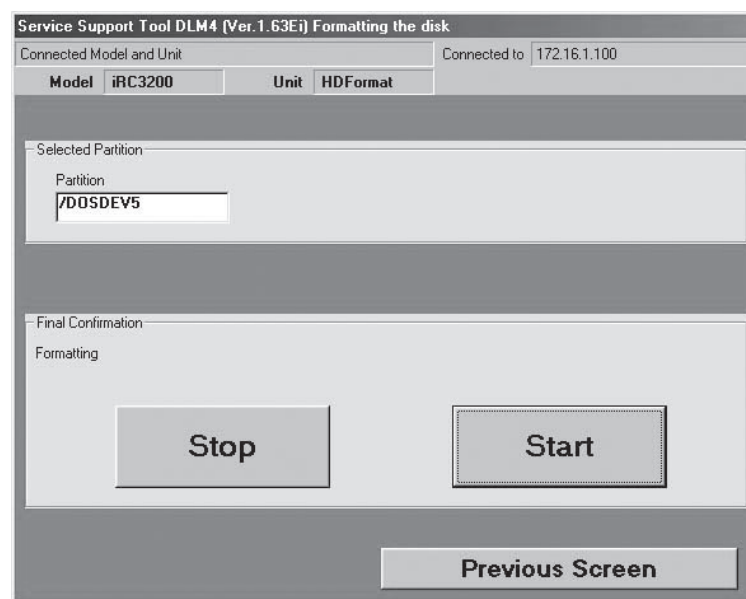 Service Support Tool DLM4 (Ver.1.63Ei) Formatting the disk
Connected Model and Unit Connected to 172.16.1.100
Model iRC3200 Unit HDFormat
Selected Partition
Partition
/DOSDEV5
Final Confirmation
Formatting
Stop Start
Previous Screen